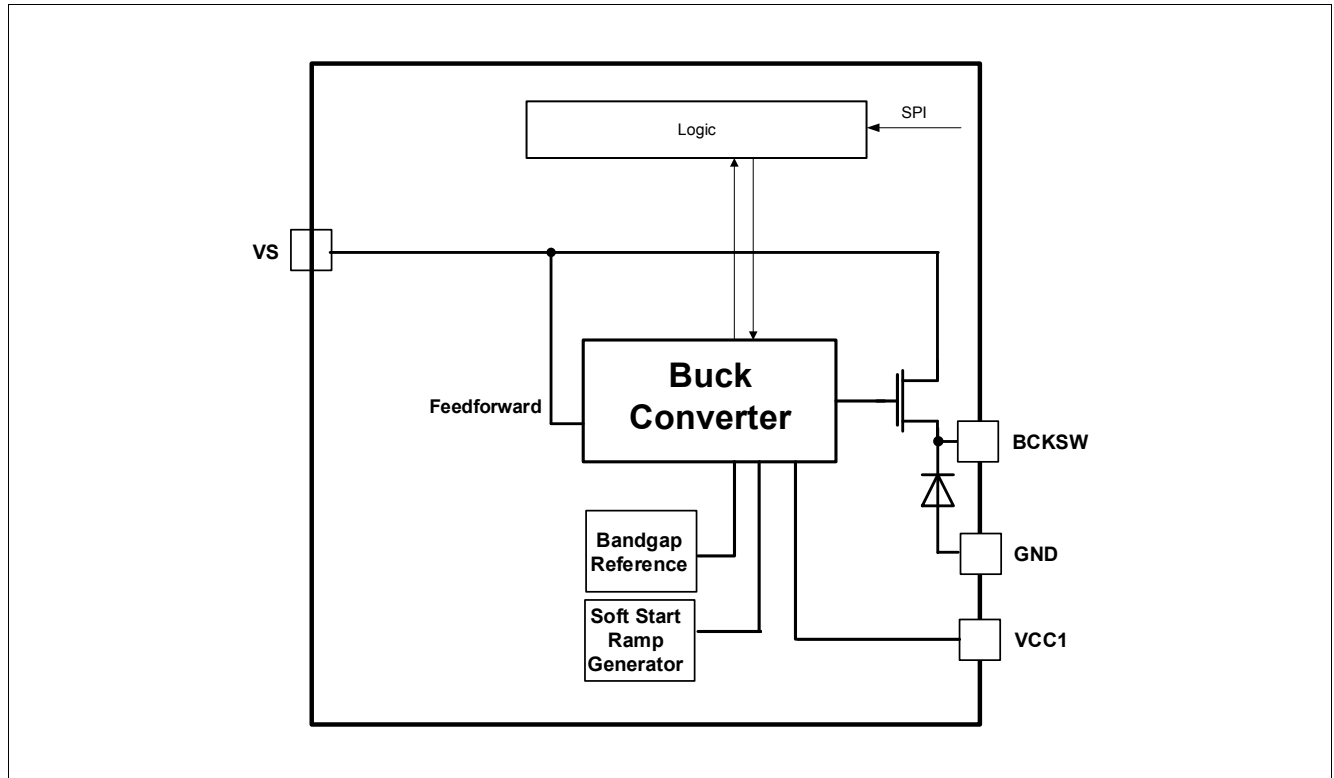 SPI
Logic
VS
Buck
Converter
Feedforward
BCKSW
Bandgap
Reference
GND
Soft Start
Ramp
Generator
VCC1